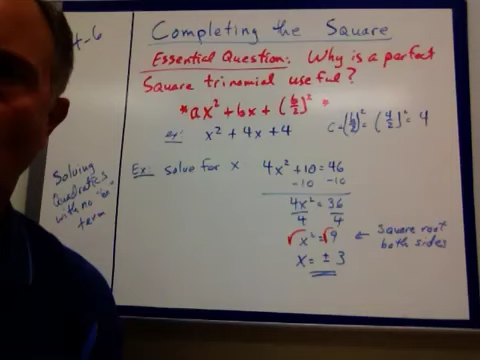 4-6
Completing the Square
Essential Question: Why is a perfect
Square trinomial useful?
*ax² + bx + (b/2)² *
ex: x² + 4x + 4
C = (b/2)² = (4/2)² = 4
Solving
Quadratics
with no "bx"
term
Ex: solve for x
4x² + 10 = 46
-10 -10
4x² = 36
4 4
√x² = √9
← Square root
both sides
x = ± 3